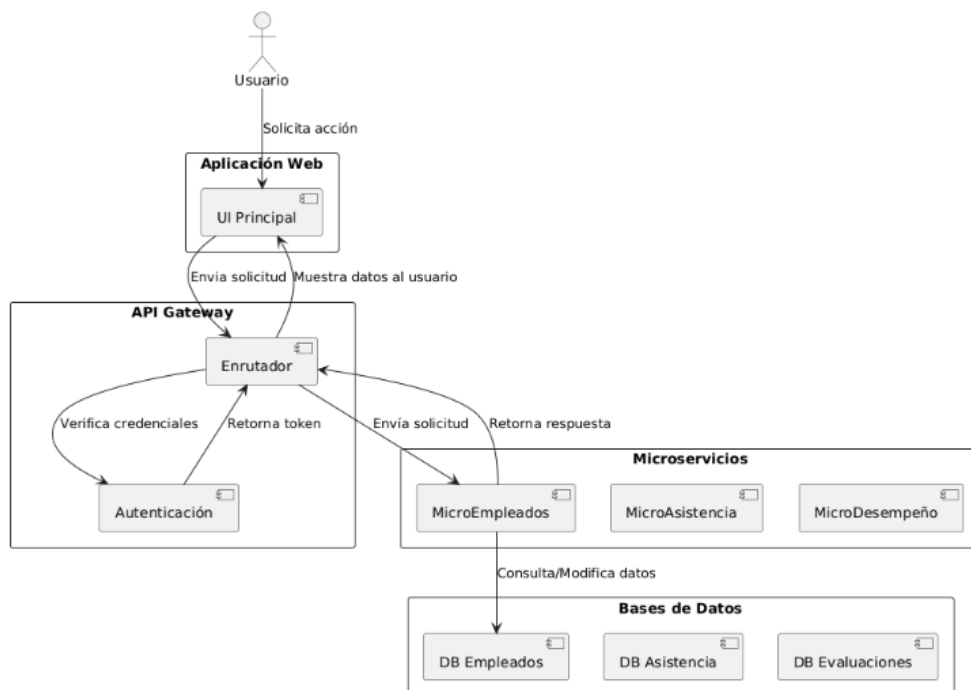 Usuario
Solicita acción
Aplicación Web
UI Principal
Envia solicitud
Muestra datos al usuario
API Gateway
Enrutador
Verifica credenciales
Retorna token
Envía solicitud
Retorna respuesta
Autenticación
Microservicios
MicroEmpleados
MicroAsistencia
MicroDesempeño
Consulta/Modifica datos
Bases de Datos
DB Empleados
DB Asistencia
DB Evaluaciones